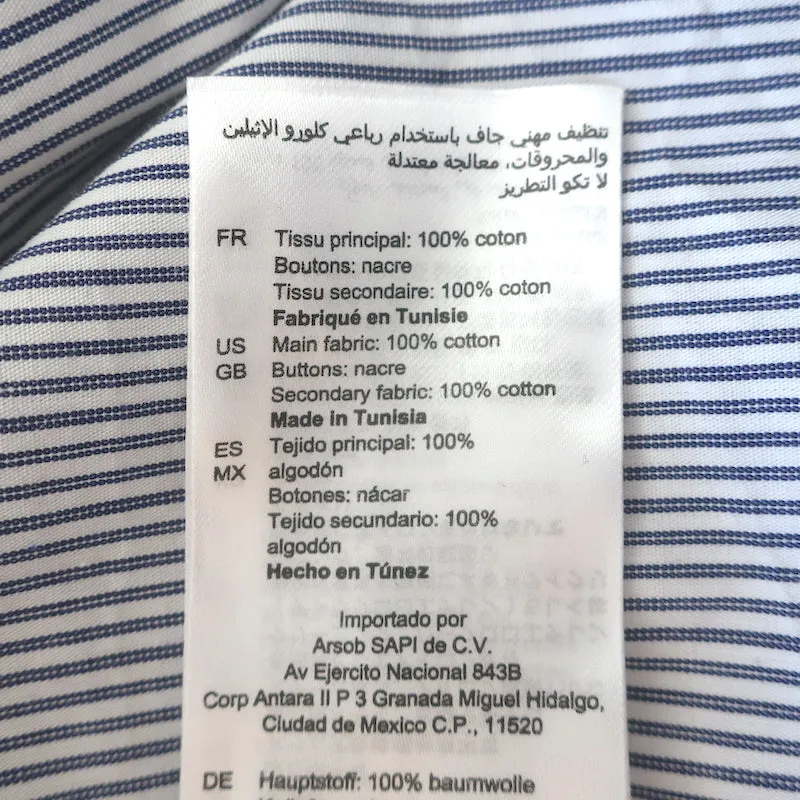 تنظيف مهني جاف باستخدام رباعي كلورو الإثيلين
والمحروقات، معالجة معتدلة
لا تكو التطريز
FR Tissu principal: 100% coton
Boutons: nacre
Tissu secondaire: 100% coton
Fabriqué en Tunisie
US Main fabric: 100% cotton
GB Buttons: nacre
Secondary fabric: 100% cotton
Made in Tunisia
ES Tejido principal: 100%
MX algodón
Botones: nácar
Tejido secundario: 100%
algodón
Hecho en Túnez
Importado por
Arsob SAPI de C.V.
Av Ejercito Nacional 843B
Corp Antara II P 3 Granada Miguel Hidalgo,
Ciudad de Mexico C.P., 11520
DE Hauptstoff: 100% baumwolle